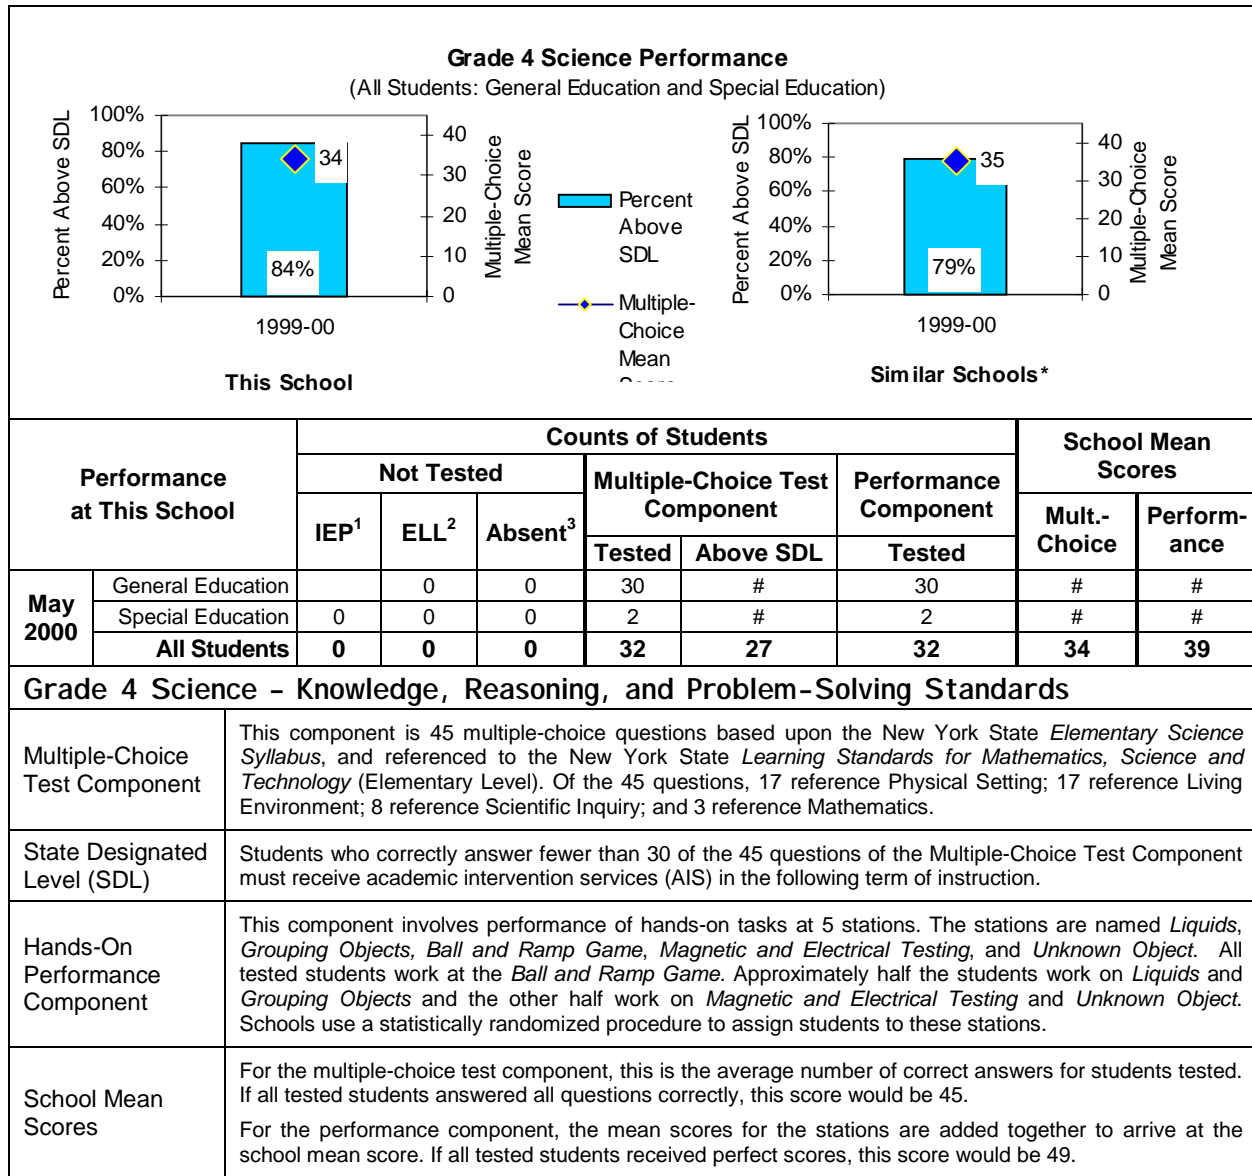 Grade 4 Science Performance
(All Students: General Education and Special Education)
Percent Above SDL
100%
80%
60%
40%
20%
0%
34
84%
1999-00
40
30
20
10
0
Multiple-Choice
Mean Score
This School
Percent
Above
SDL
Multiple-
Choice
Mean
Percent Above SDL
100%
80%
60%
40%
20%
0%
35
79%
1999-00
40
30
20
10
0
Multiple-Choice
Mean Score
Similar Schools*
Performance
at This School
Counts of Students
School Mean
Scores
Not Tested
Multiple-Choice Test
Component
Performance
Component
IEP1 ELL2 Absent3
Tested Above SDL Tested
Mult.-
Choice
Perform-
ance
May
2000
General Education 0 0 30 # 30 # #
Special Education 0 0 0 2 # 2 # #
All Students 0 0 0 32 27 32 34 39
Grade 4 Science – Knowledge, Reasoning, and Problem-Solving Standards
Multiple-Choice
Test Component
This component is 45 multiple-choice questions based upon the New York State Elementary Science
Syllabus, and referenced to the New York State Learning Standards for Mathematics, Science and
Technology (Elementary Level). Of the 45 questions, 17 reference Physical Setting; 17 reference Living
Environment; 8 reference Scientific Inquiry; and 3 reference Mathematics.
State Designated
Level (SDL)
Students who correctly answer fewer than 30 of the 45 questions of the Multiple-Choice Test Component
must receive academic intervention services (AIS) in the following term of instruction.
Hands-On
Performance
Component
This component involves performance of hands-on tasks at 5 stations. The stations are named Liquids,
Grouping Objects, Ball and Ramp Game, Magnetic and Electrical Testing, and Unknown Object. All
tested students work at the Ball and Ramp Game. Approximately half the students work on Liquids and
Grouping Objects and the other half work on Magnetic and Electrical Testing and Unknown Object.
Schools use a statistically randomized procedure to assign students to these stations.
School Mean
Scores
For the multiple-choice test component, this is the average number of correct answers for students tested.
If all tested students answered all questions correctly, this score would be 45.
For the performance component, the mean scores for the stations are added together to arrive at the
school mean score. If all tested students received perfect scores, this score would be 49.